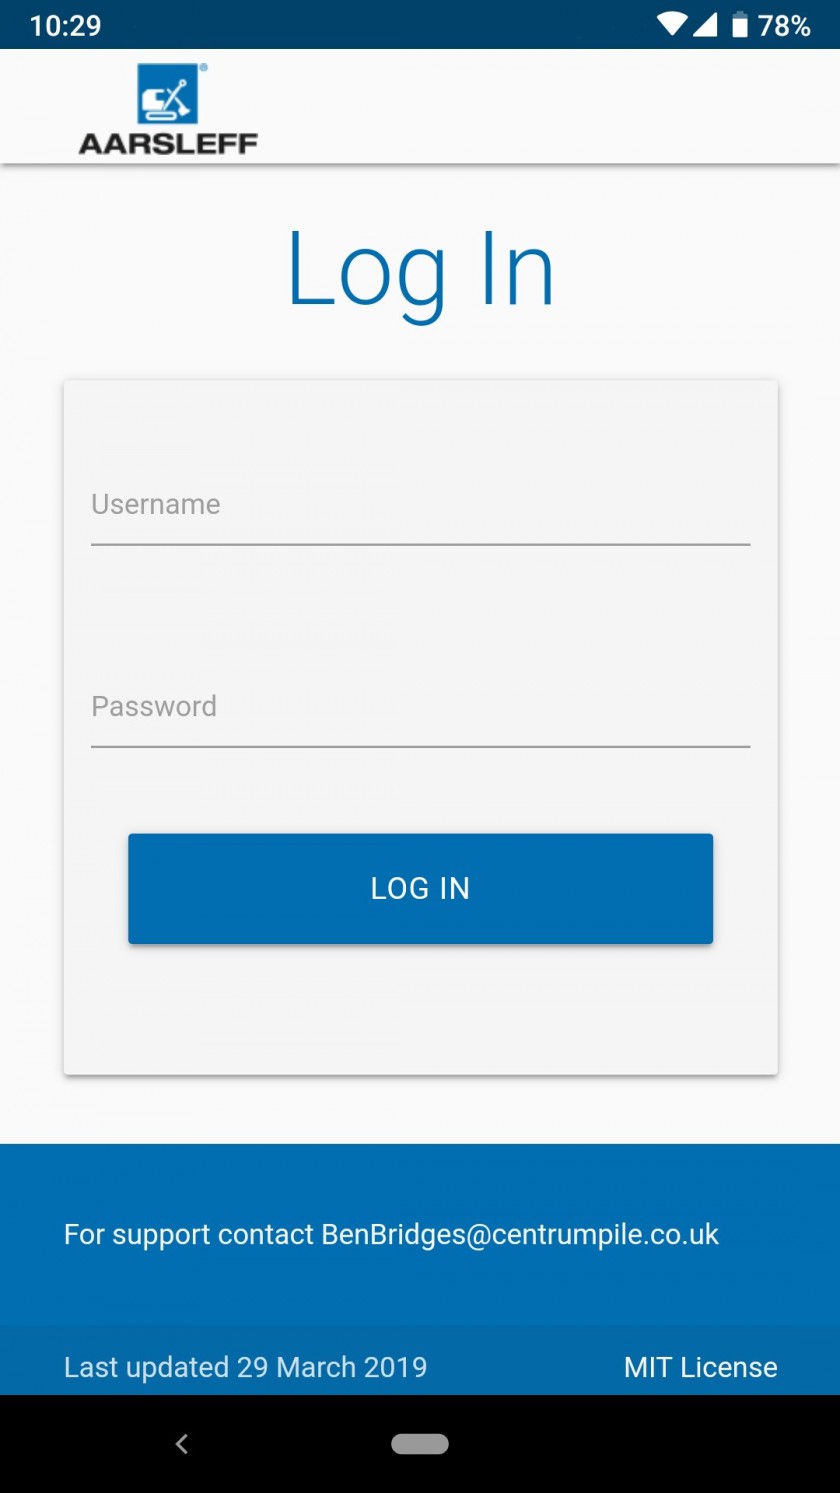 10:29 78%
®
AARSLEFF
Log In
Username
Password
LOG IN
For support contact BenBridges@centrumpile.co.uk
Last updated 29 March 2019 MIT License